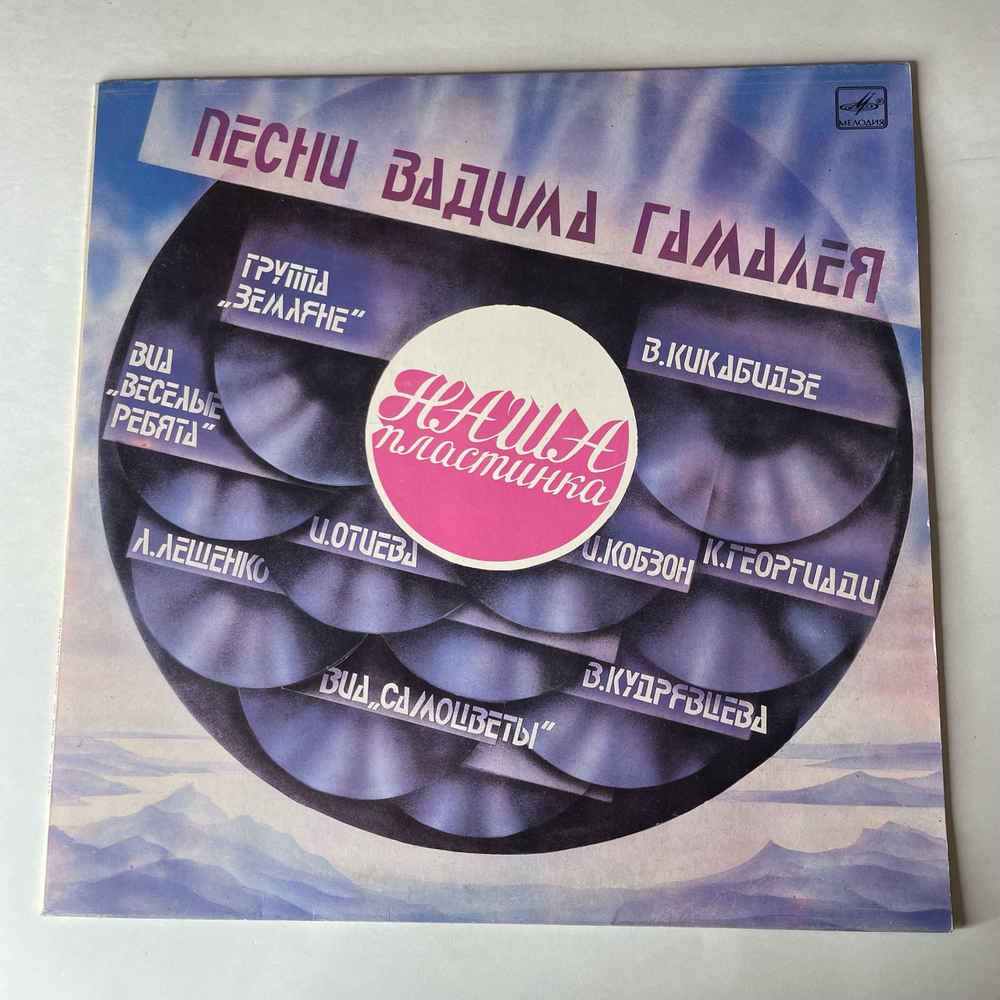 МЕЛОДИЯ
ПЕСНИ ВАДИМА ГАМАЛЕЯ
ГРУППА
„ЗЕМЛЯНЕ“
ВИА
„ВЕСЕЛЫЕ
РЕБЯТА“
В.КИКАБИДЗЕ
НАША
пластинка
Л.ЛЕЩЕНКО
И.ОТИЕВА
И.КОБЗОН
К.ГЕОРГИАДИ
ВИА„САМОЦВЕТЫ“
В.КУДРЯВЦЕВА